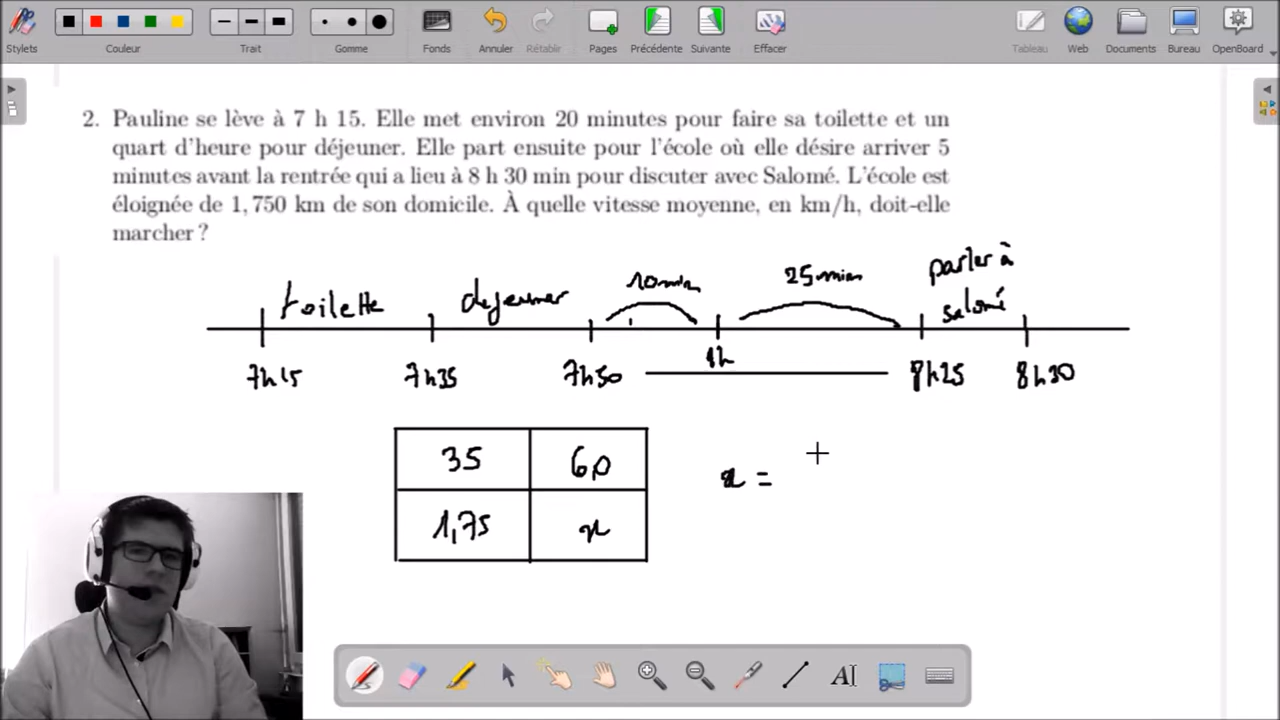 Stylets
Couleur
Trait
Gomme
Fonds
Annuler
Rétablir
Pages
Précédente
Suivante
Effacer
Tableau
Web
Documents
Bureau
OpenBoard
2. Pauline se lève à 7 h 15. Elle met environ 20 minutes pour faire sa toilette et un
quart d'heure pour déjeuner. Elle part ensuite pour l'école où elle désire arriver 5
minutes avant la rentrée qui a lieu à 8 h 30 min pour discuter avec Salomé. L'école est
éloignée de 1,750 km de son domicile. À quelle vitesse moyenne, en km/h, doit-elle
marcher ?
toilette
dejeuner
10min
25min
parler à
salomé
7h15
7h35
7h50
8h
8h25
8h30
35 60
1,75 x
x =
AI